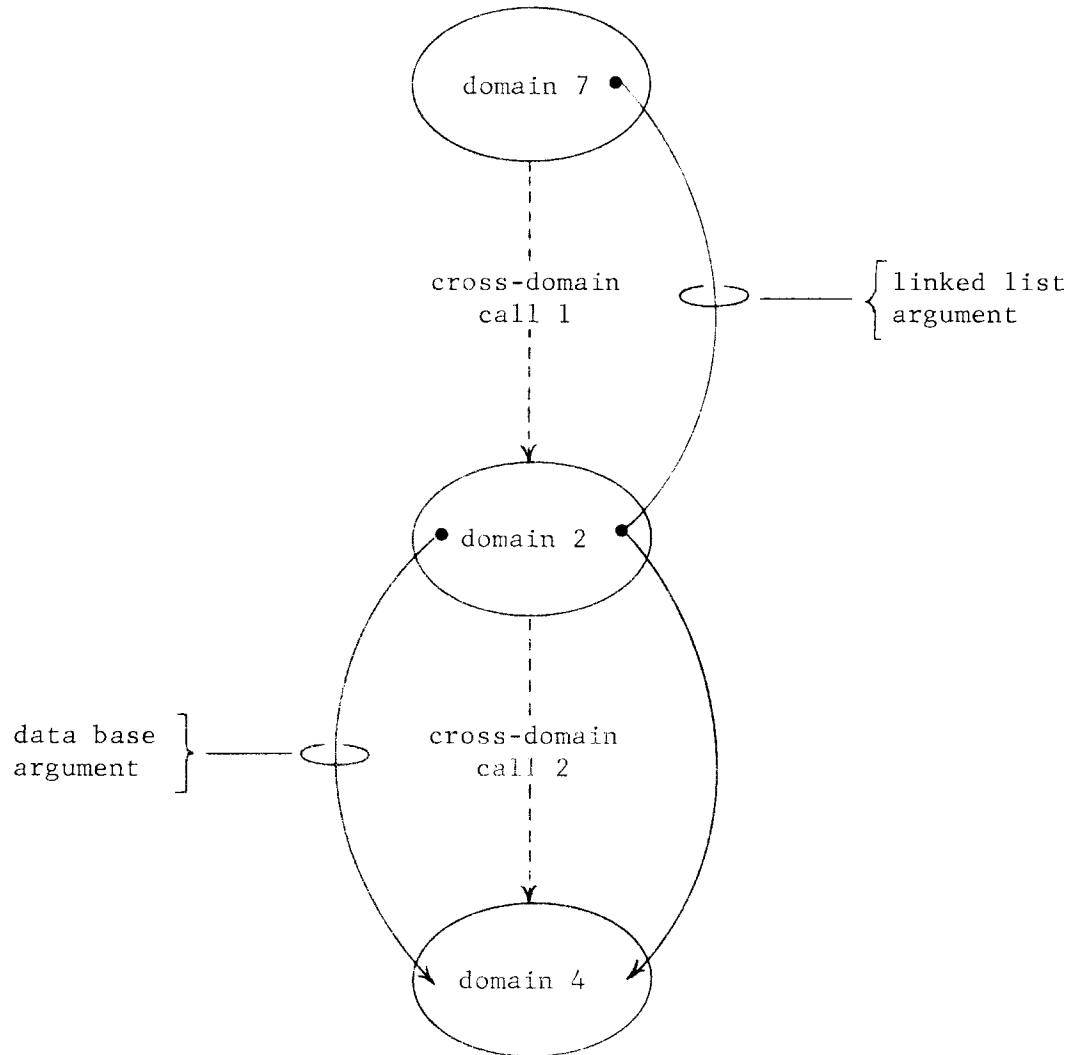 domain 7
cross-domain
call 1
linked list
argument
domain 2
data base
argument
cross-domain
call 2
domain 4